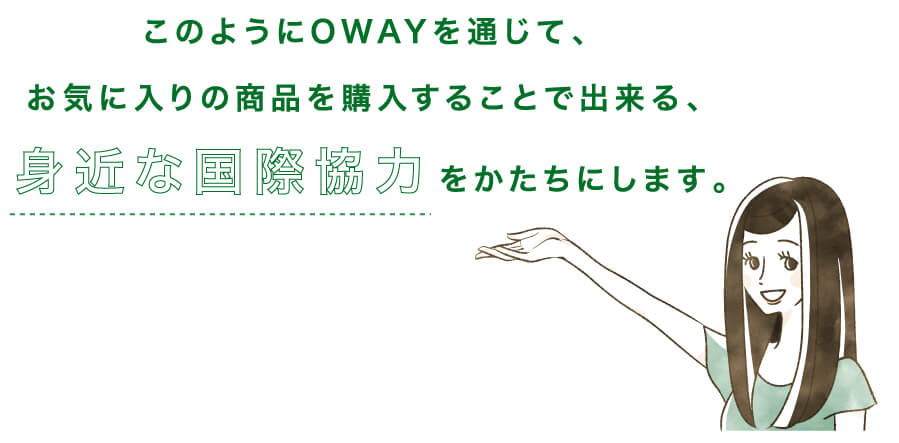 このようにOWAYを通じて、
お気に入りの商品を購入することで出来る、
身近な国際協力をかたちにします。